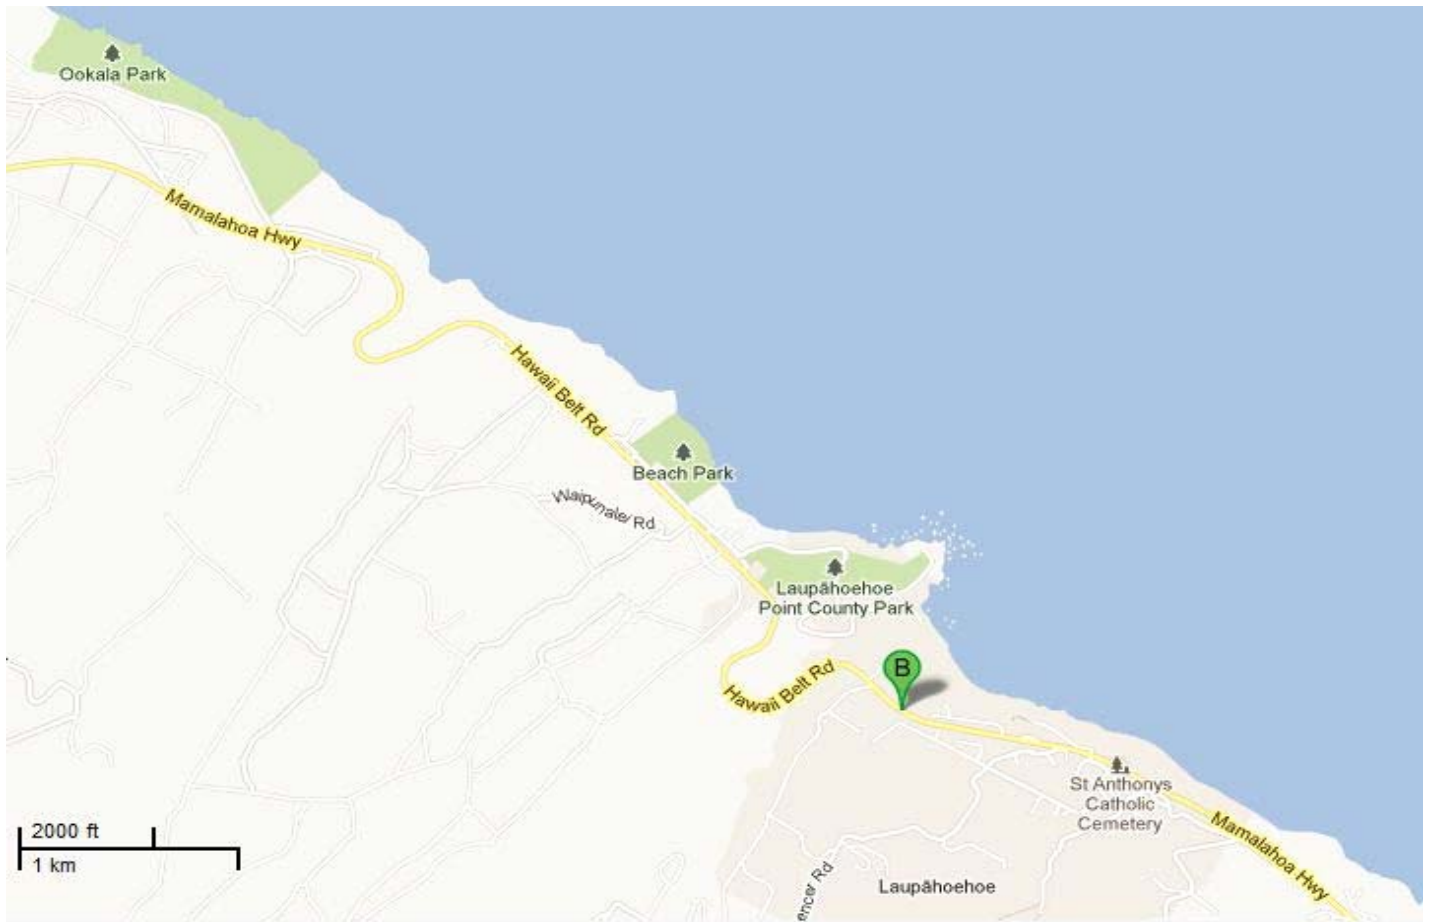 Ookala Park
Mamalahoa Hwy
Hawaii Belt Rd
Beach Park
Laupāhoehoe
Point County Park
Hawaii Belt Rd
B
St Anthonys
Catholic
Cemetery
Mamalahoa Hwy
2000 ft
1 km
Rd
Laupāhoehoe